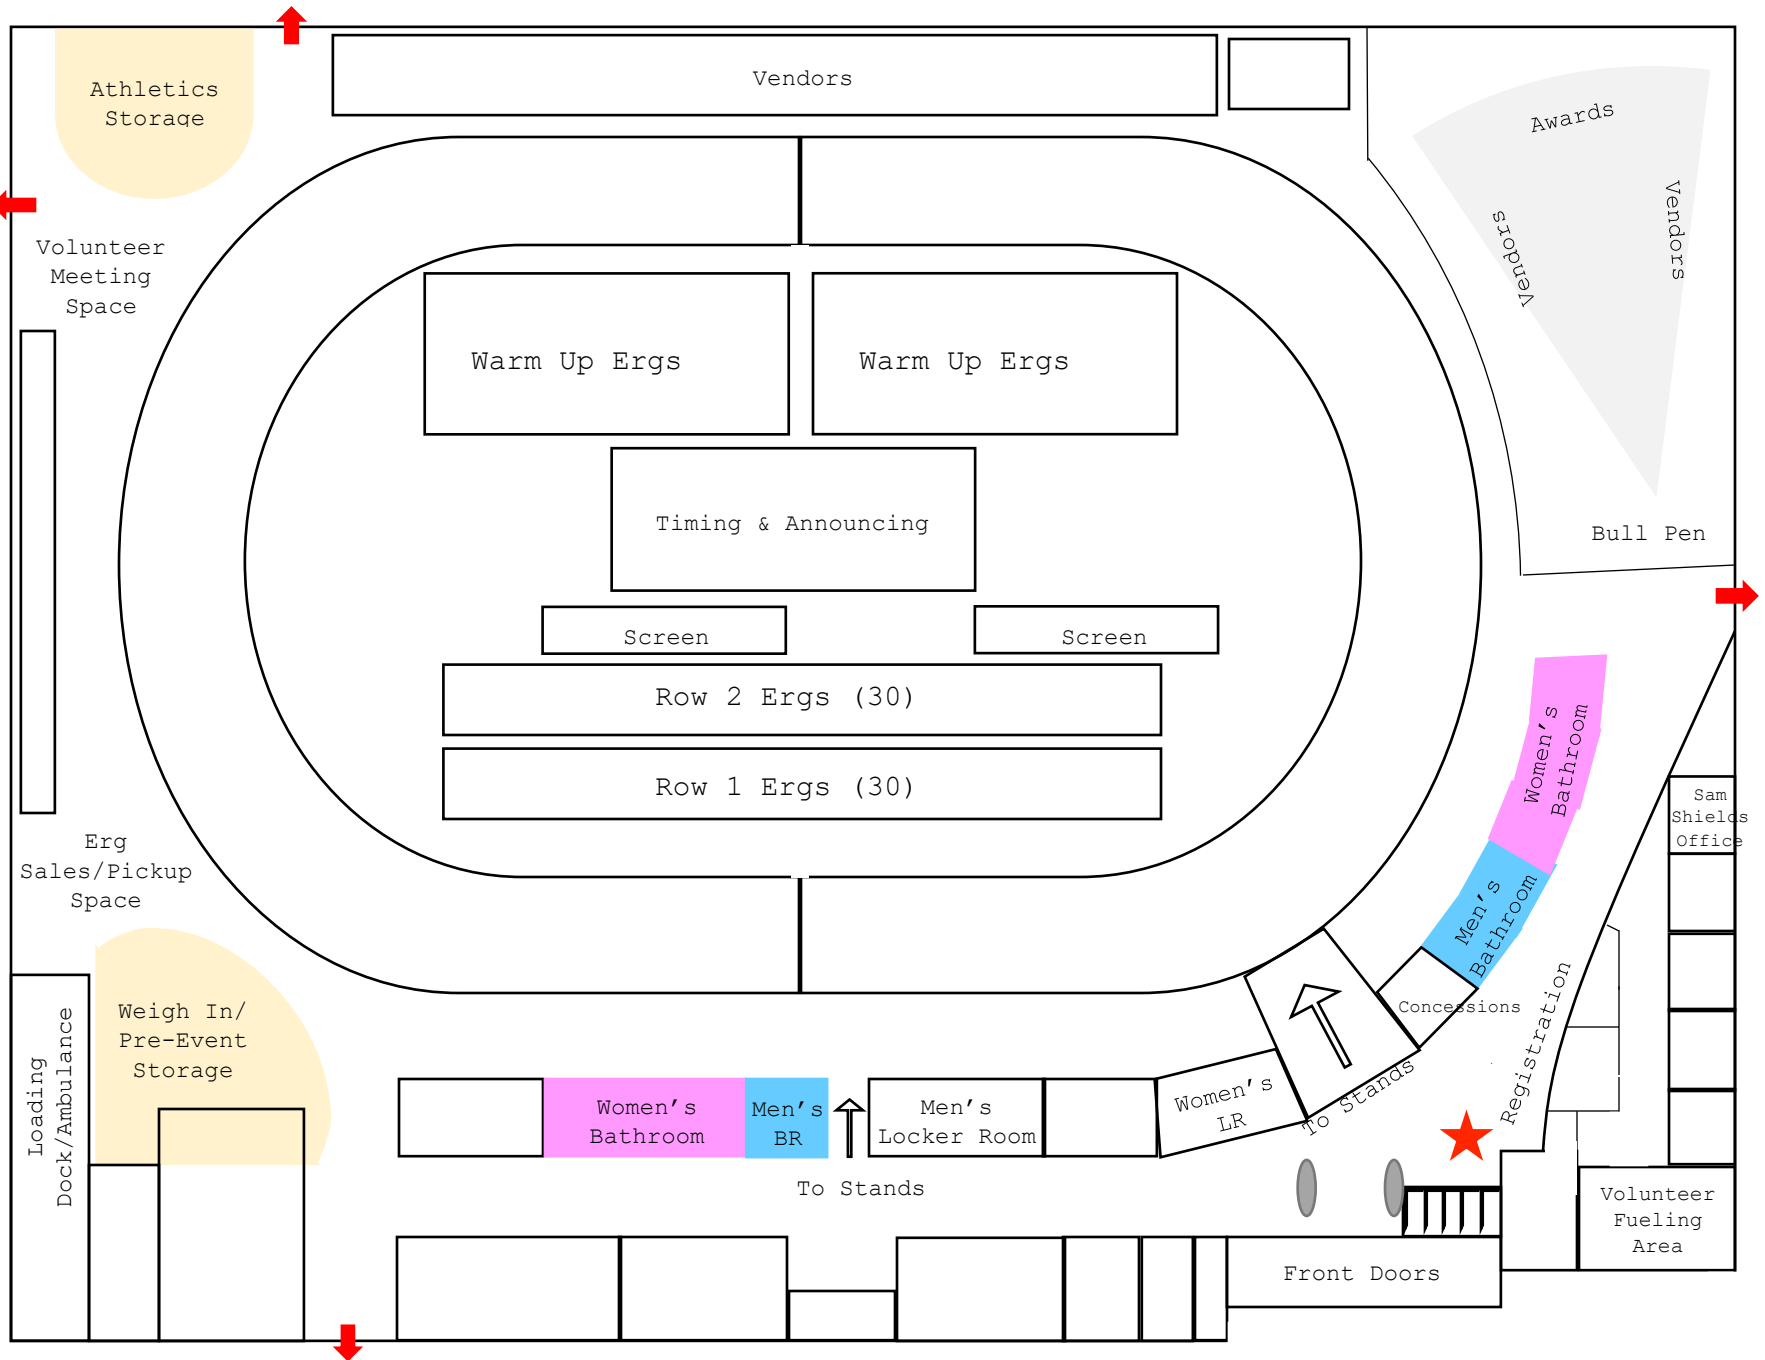 Athletics
Storage
Vendors
Awards
Vendors
Vendors
Volunteer
Meeting
Space
Warm Up Ergs
Warm Up Ergs
Timing & Announcing
Bull Pen
Screen
Screen
Row 2 Ergs (30)
Row 1 Ergs (30)
Women's
Bathroom
Sam
Shields
Office
Erg
Sales/Pickup
Space
Men's
Bathroom
Concessions
Registration
Weigh In/
Pre-Event
Storage
Loading
Dock/Ambulance
Women's
Bathroom
Men's
BR
Men's
Locker Room
Women's
LR
To Stands
To Stands
Volunteer
Fueling
Area
Front Doors